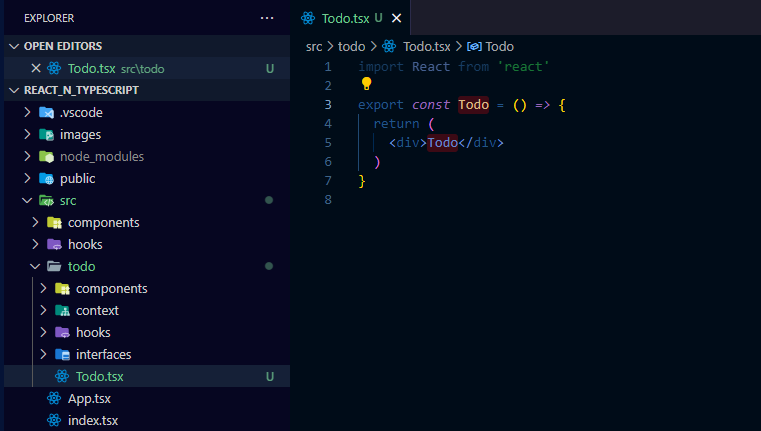 EXPLORER
OPEN EDITORS
Todo.tsx src\todo U
REACT_N_TYPESCRIPT
.vscode
images
node_modules
public
src
components
hooks
todo
components
context
hooks
interfaces
Todo.tsx U
App.tsx
index.tsx
Todo.tsx U
src > todo > Todo.tsx > Todo
1 import React from 'react'
2
3 export const Todo = () => {
4 return (
5 <div>Todo</div>
6 )
7 }
8